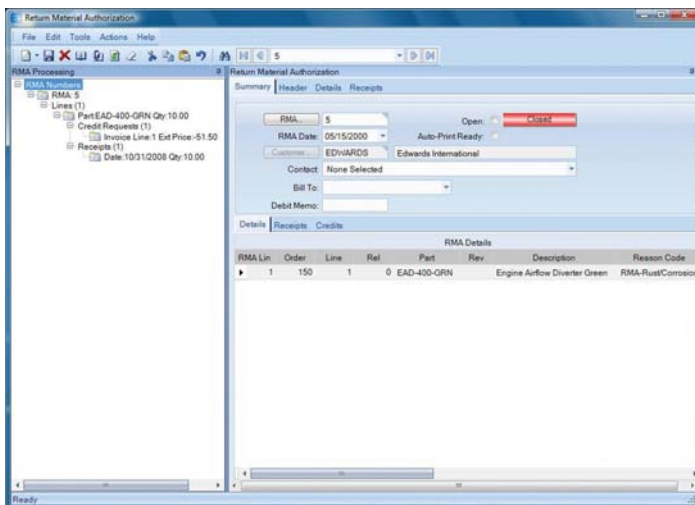 Return Material Authorization
File Edit Tools Actions Help
5
RMA Processing
RMA Numbers
RMA: 5
Lines (1)
Part:EAD-400-GRN Qty:10.00
Credit Requests (1)
Invoice Line:1 Ext Price:-51.50
Receipts (1)
Date:10/31/2008 Qty:10.00
Return Material Authorization
Summary Header Details Receipts
RMA... 5 Open: Closed
RMA Date: 05/15/2000 Auto-Print Ready:
Customer... EDWARDS Edwards International
Contact: None Selected
Bill To:
Debit Memo:
Details Receipts Credits
RMA Details
RMA Lin Order Line Rel Part Rev Description Reason Code
1 150 1 0 EAD-400-GRN Engine Airflow Diverter Green RMA-Rust/Corrosion
Ready